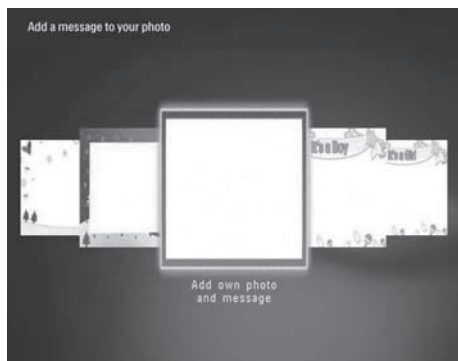 Add a message to your photo
It's a Boy
It's a Girl
Add own photo
and message